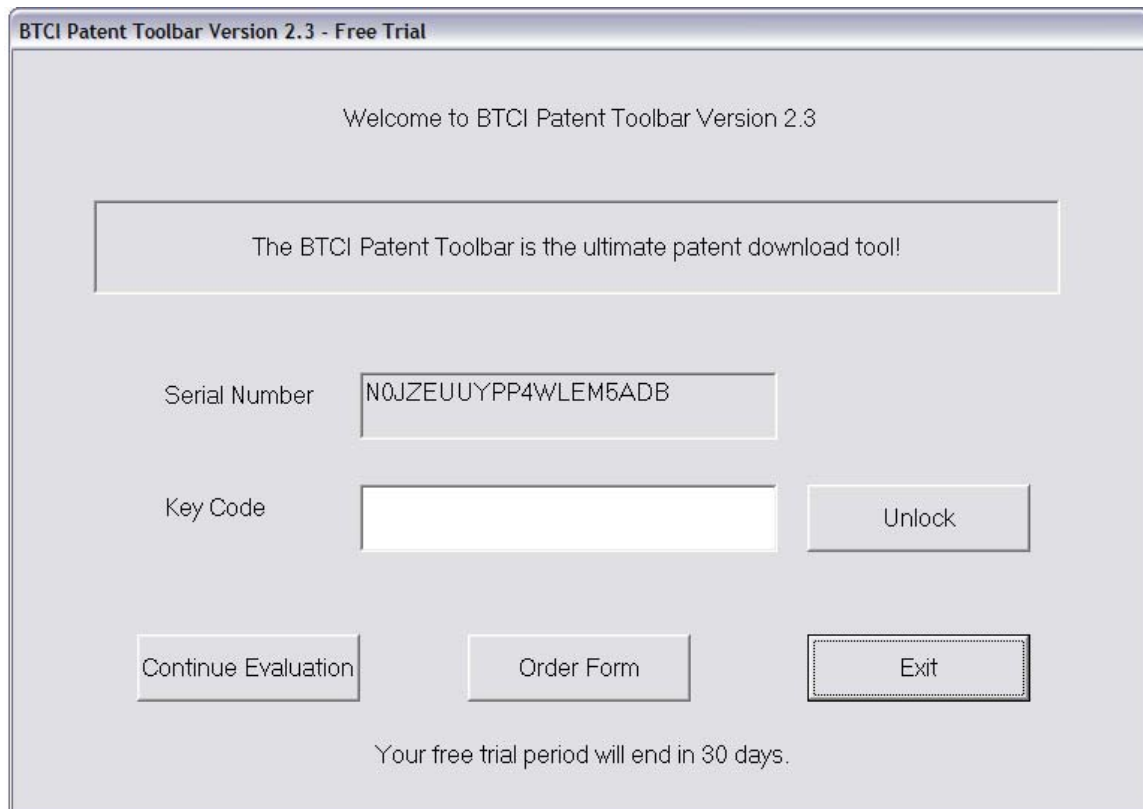 BTCI Patent Toolbar Version 2.3 - Free Trial
Welcome to BTCI Patent Toolbar Version 2.3
The BTCI Patent Toolbar is the ultimate patent download tool!
Serial Number N0JZEUUYPP4WLEM5ADB
Key Code Unlock
Continue Evaluation Order Form Exit
Your free trial period will end in 30 days.